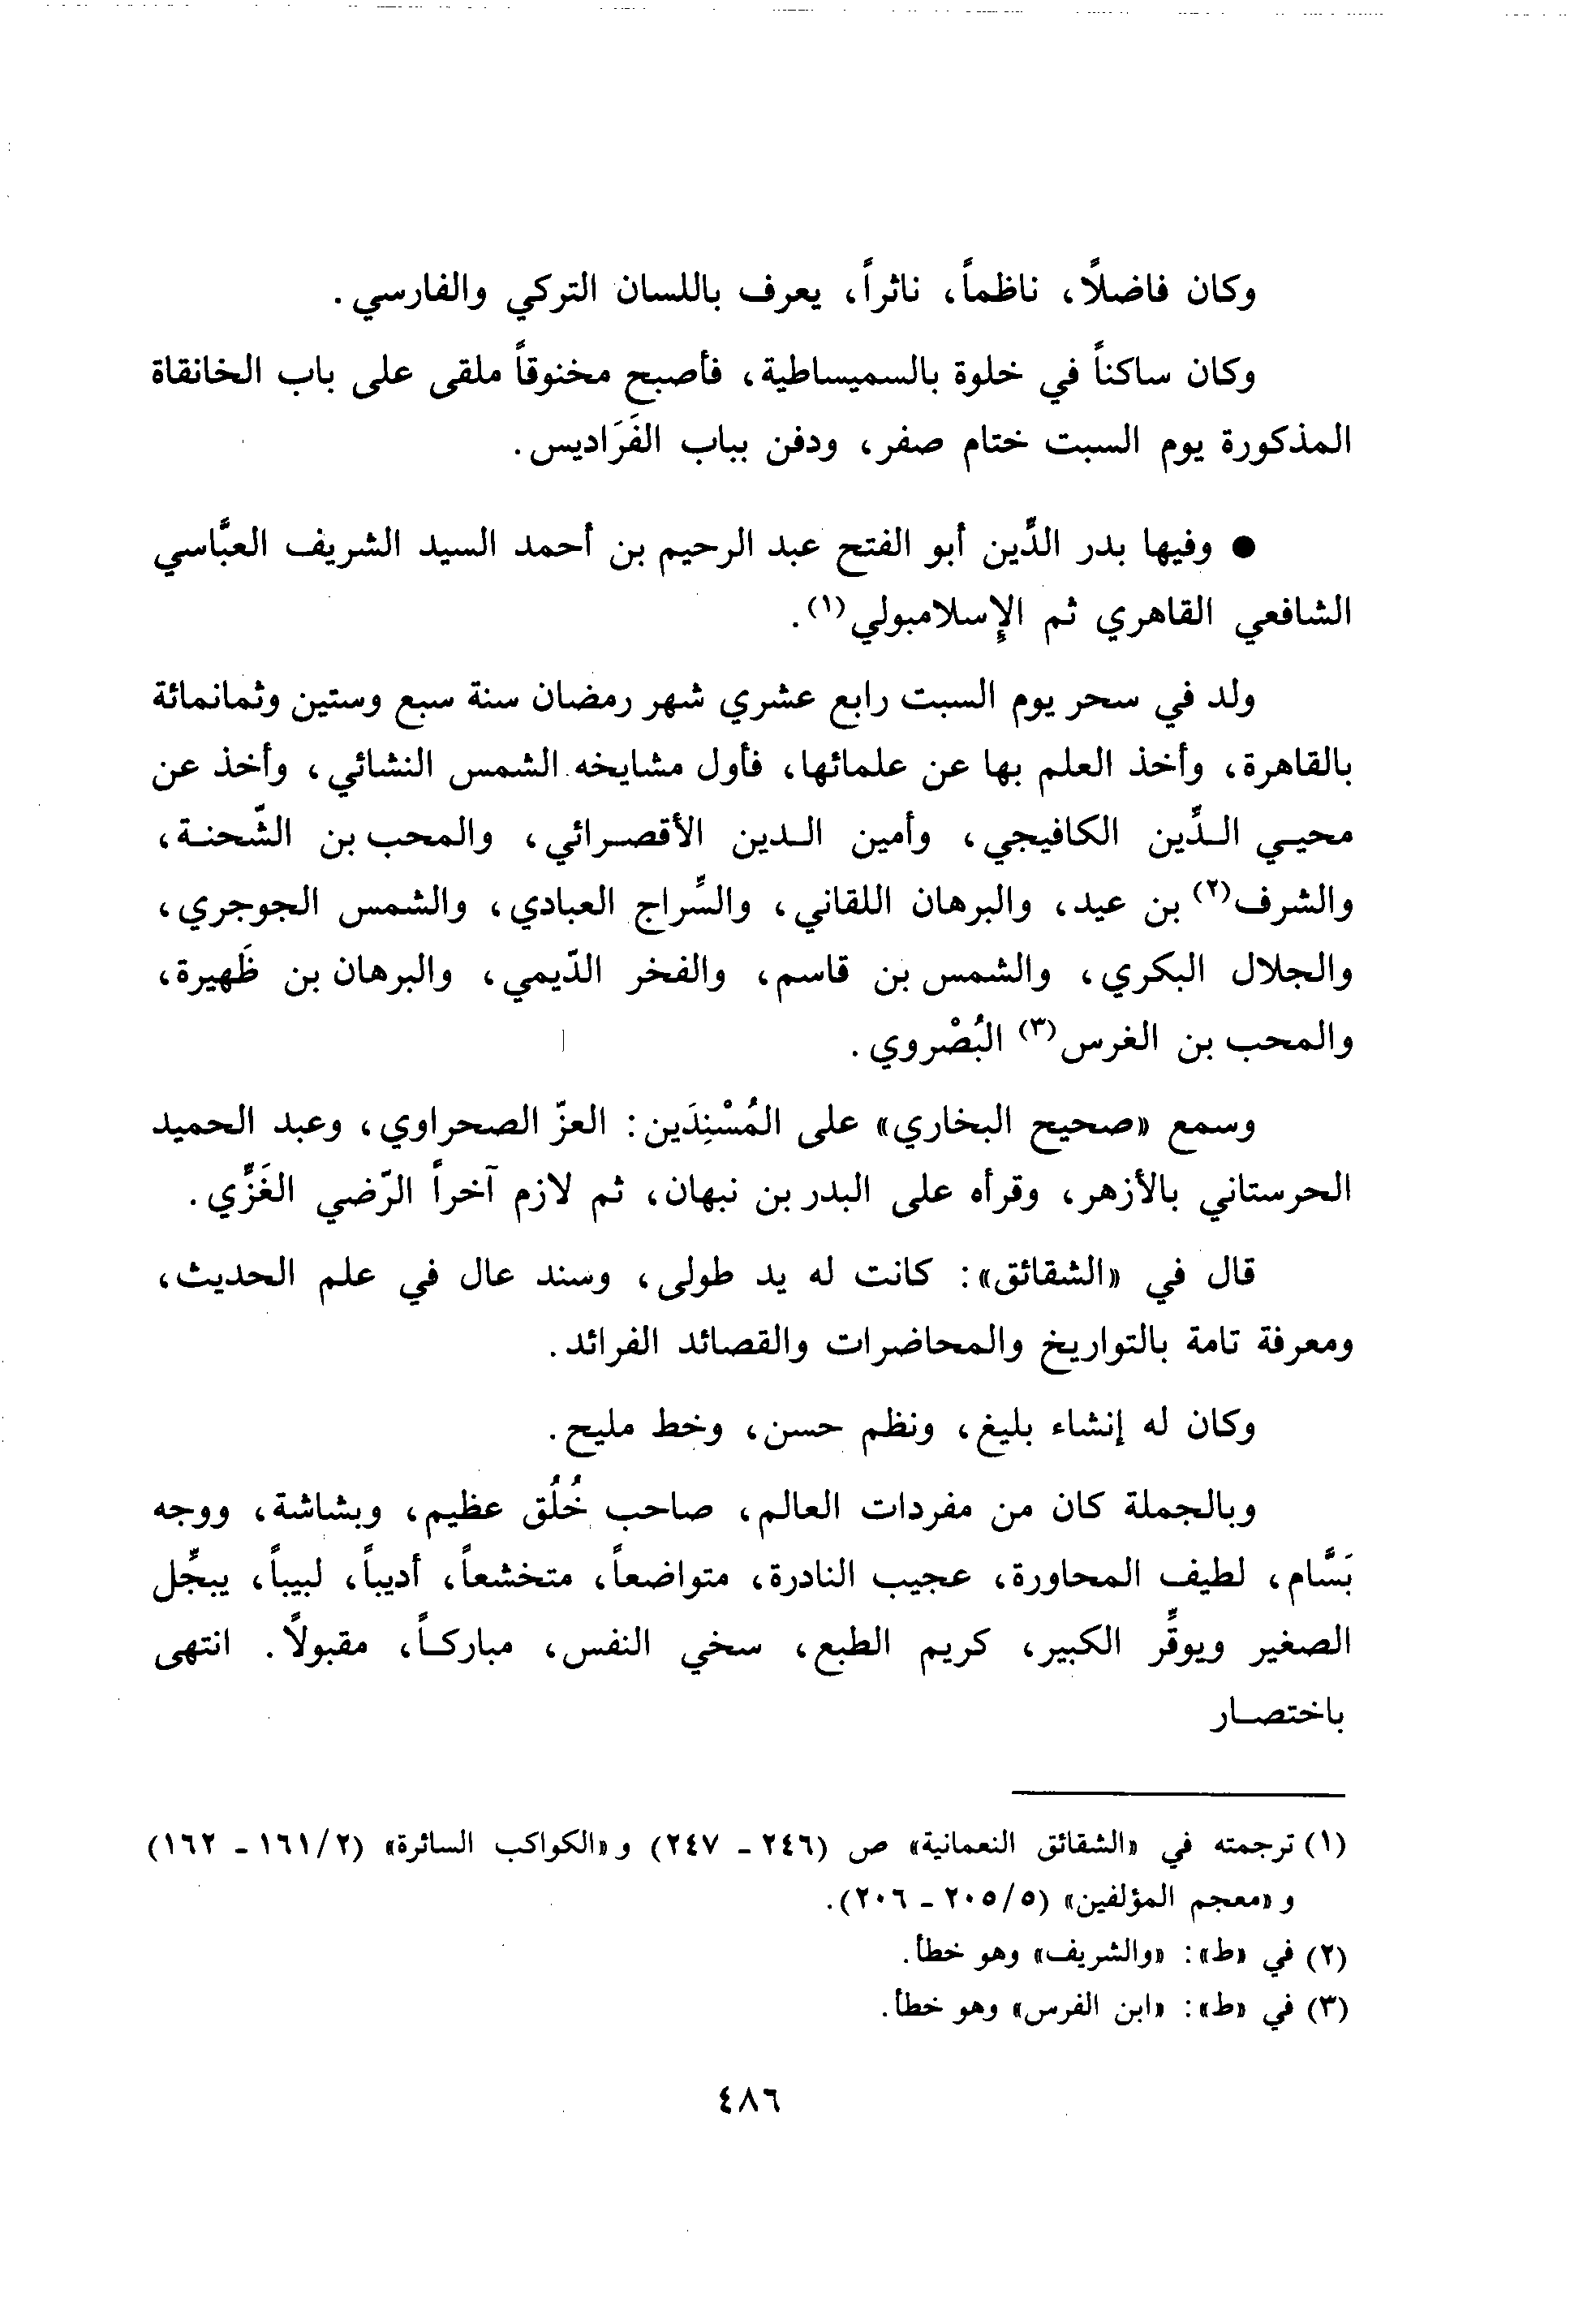 وكان فاضلًا، ناظماً، ناثراً، يعرف باللسان التركي والفارسي.
وكان ساكناً في خلوة بالسميساطية، فأصبح مخنوقاً ملقى على باب الخانقاة
المذكورة يوم السبت ختام صفر، ودفن بباب الفَرَاديس.
● وفيها بدر الدِّين أبو الفتح عبد الرحيم بن أحمد السيد الشريف العبَّاسي
الشافعي القاهري ثم الإسلامبولي(١).
ولد في سحر يوم السبت رابع عشري شهر رمضان سنة سبع وستين وثمانمائة
بالقاهرة، وأخذ العلم بها عن علمائها، فأول مشايخه الشمس النشائي، وأخذ عن
محيي الدِّين الكافيجي، وأمين الدين الأقصرائي، والمحب بن الشّحنة،
والشرف(٢) بن عيد، والبرهان اللقاني، والسِّراج العبادي، والشمس الجوجري،
والجلال البكري، والشمس بن قاسم، والفخر الدّيمي، والبرهان بن ظَهيرة،
والمحب بن الغرس(٣) البُصْروي.
وسمع «صحيح البخاري» على المُسْنِدَين: العزّ الصحراوي، وعبد الحميد
الحرستاني بالأزهر، وقرأه على البدر بن نبهان، ثم لازم آخراً الرّضي الغَزِّي.
قال في «الشقائق»: كانت له يد طولى، وسند عال في علم الحديث،
ومعرفة تامة بالتواريخ والمحاضرات والقصائد الفرائد.
وكان له إنشاء بليغ، ونظم حسن، وخط مليح.
وبالجملة كان من مفردات العالم، صاحب خُلُق عظيم، وبشاشة، ووجه
بَسَّام، لطيف المحاورة، عجيب النادرة، متواضعاً، متخشعاً، أديباً، لبيباً، يبجِّل
الصغير ويوقِّر الكبير، كريم الطبع، سخي النفس، مباركاً، مقبولًا. انتهى
باختصار
(١) ترجمته في «الشقائق النعمانية» ص (٢٤٦ - ٢٤٧) و «الكواكب السائرة» (١٦١/٢ - ١٦٢)
و «معجم المؤلفين» (٢٠٥/٥ - ٢٠٦).
(٢) في «ط»: «والشريف» وهو خطأ.
(٣) في «ط»: «ابن الفرس» وهو خطأ.
٤٨٦